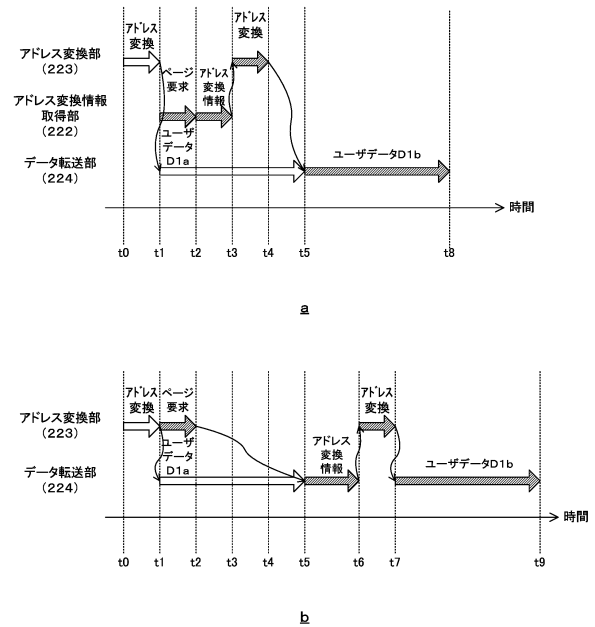 アドレス
変換
アドレス
変換
アドレス変換部
(223)
ページ
要求
アドレス
変換
情報
アドレス変換情報
取得部
(222)
ユーザ
データ
D1a
ユーザデータD1b
データ転送部
(224)
時間
t0 t1 t2 t3 t4 t5 t8
a
アドレス
変換
ページ
要求
アドレス
変換
アドレス変換部
(223)
ユーザ
データ
D1a
アドレス
変換
情報
ユーザデータD1b
データ転送部
(224)
時間
t0 t1 t2 t3 t4 t5 t6 t7 t9
b